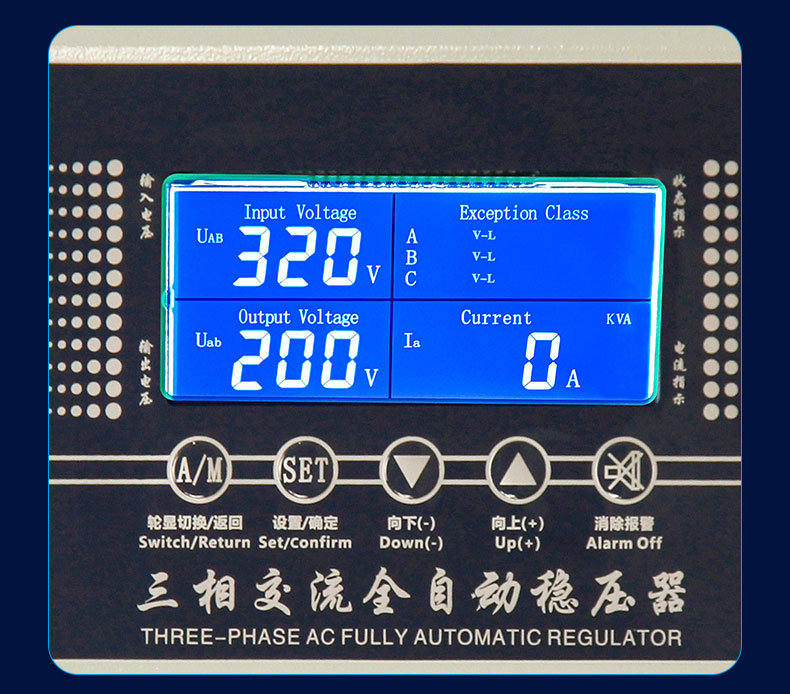 输入电压
状态指示
Input Voltage
UAB 320 V
Exception Class
A V-L
B V-L
C V-L
输出电压
电流指示
Output Voltage
Uab 200 V
Current KVA
Ia 0 A
A/M SET
轮显切换/返回 设置/确定 向下(-) 向上(+) 消除报警
Switch/Return Set/Confirm Down(-) Up(+) Alarm Off
三相交流全自动稳压器
THREE-PHASE AC FULLY AUTOMATIC REGULATOR